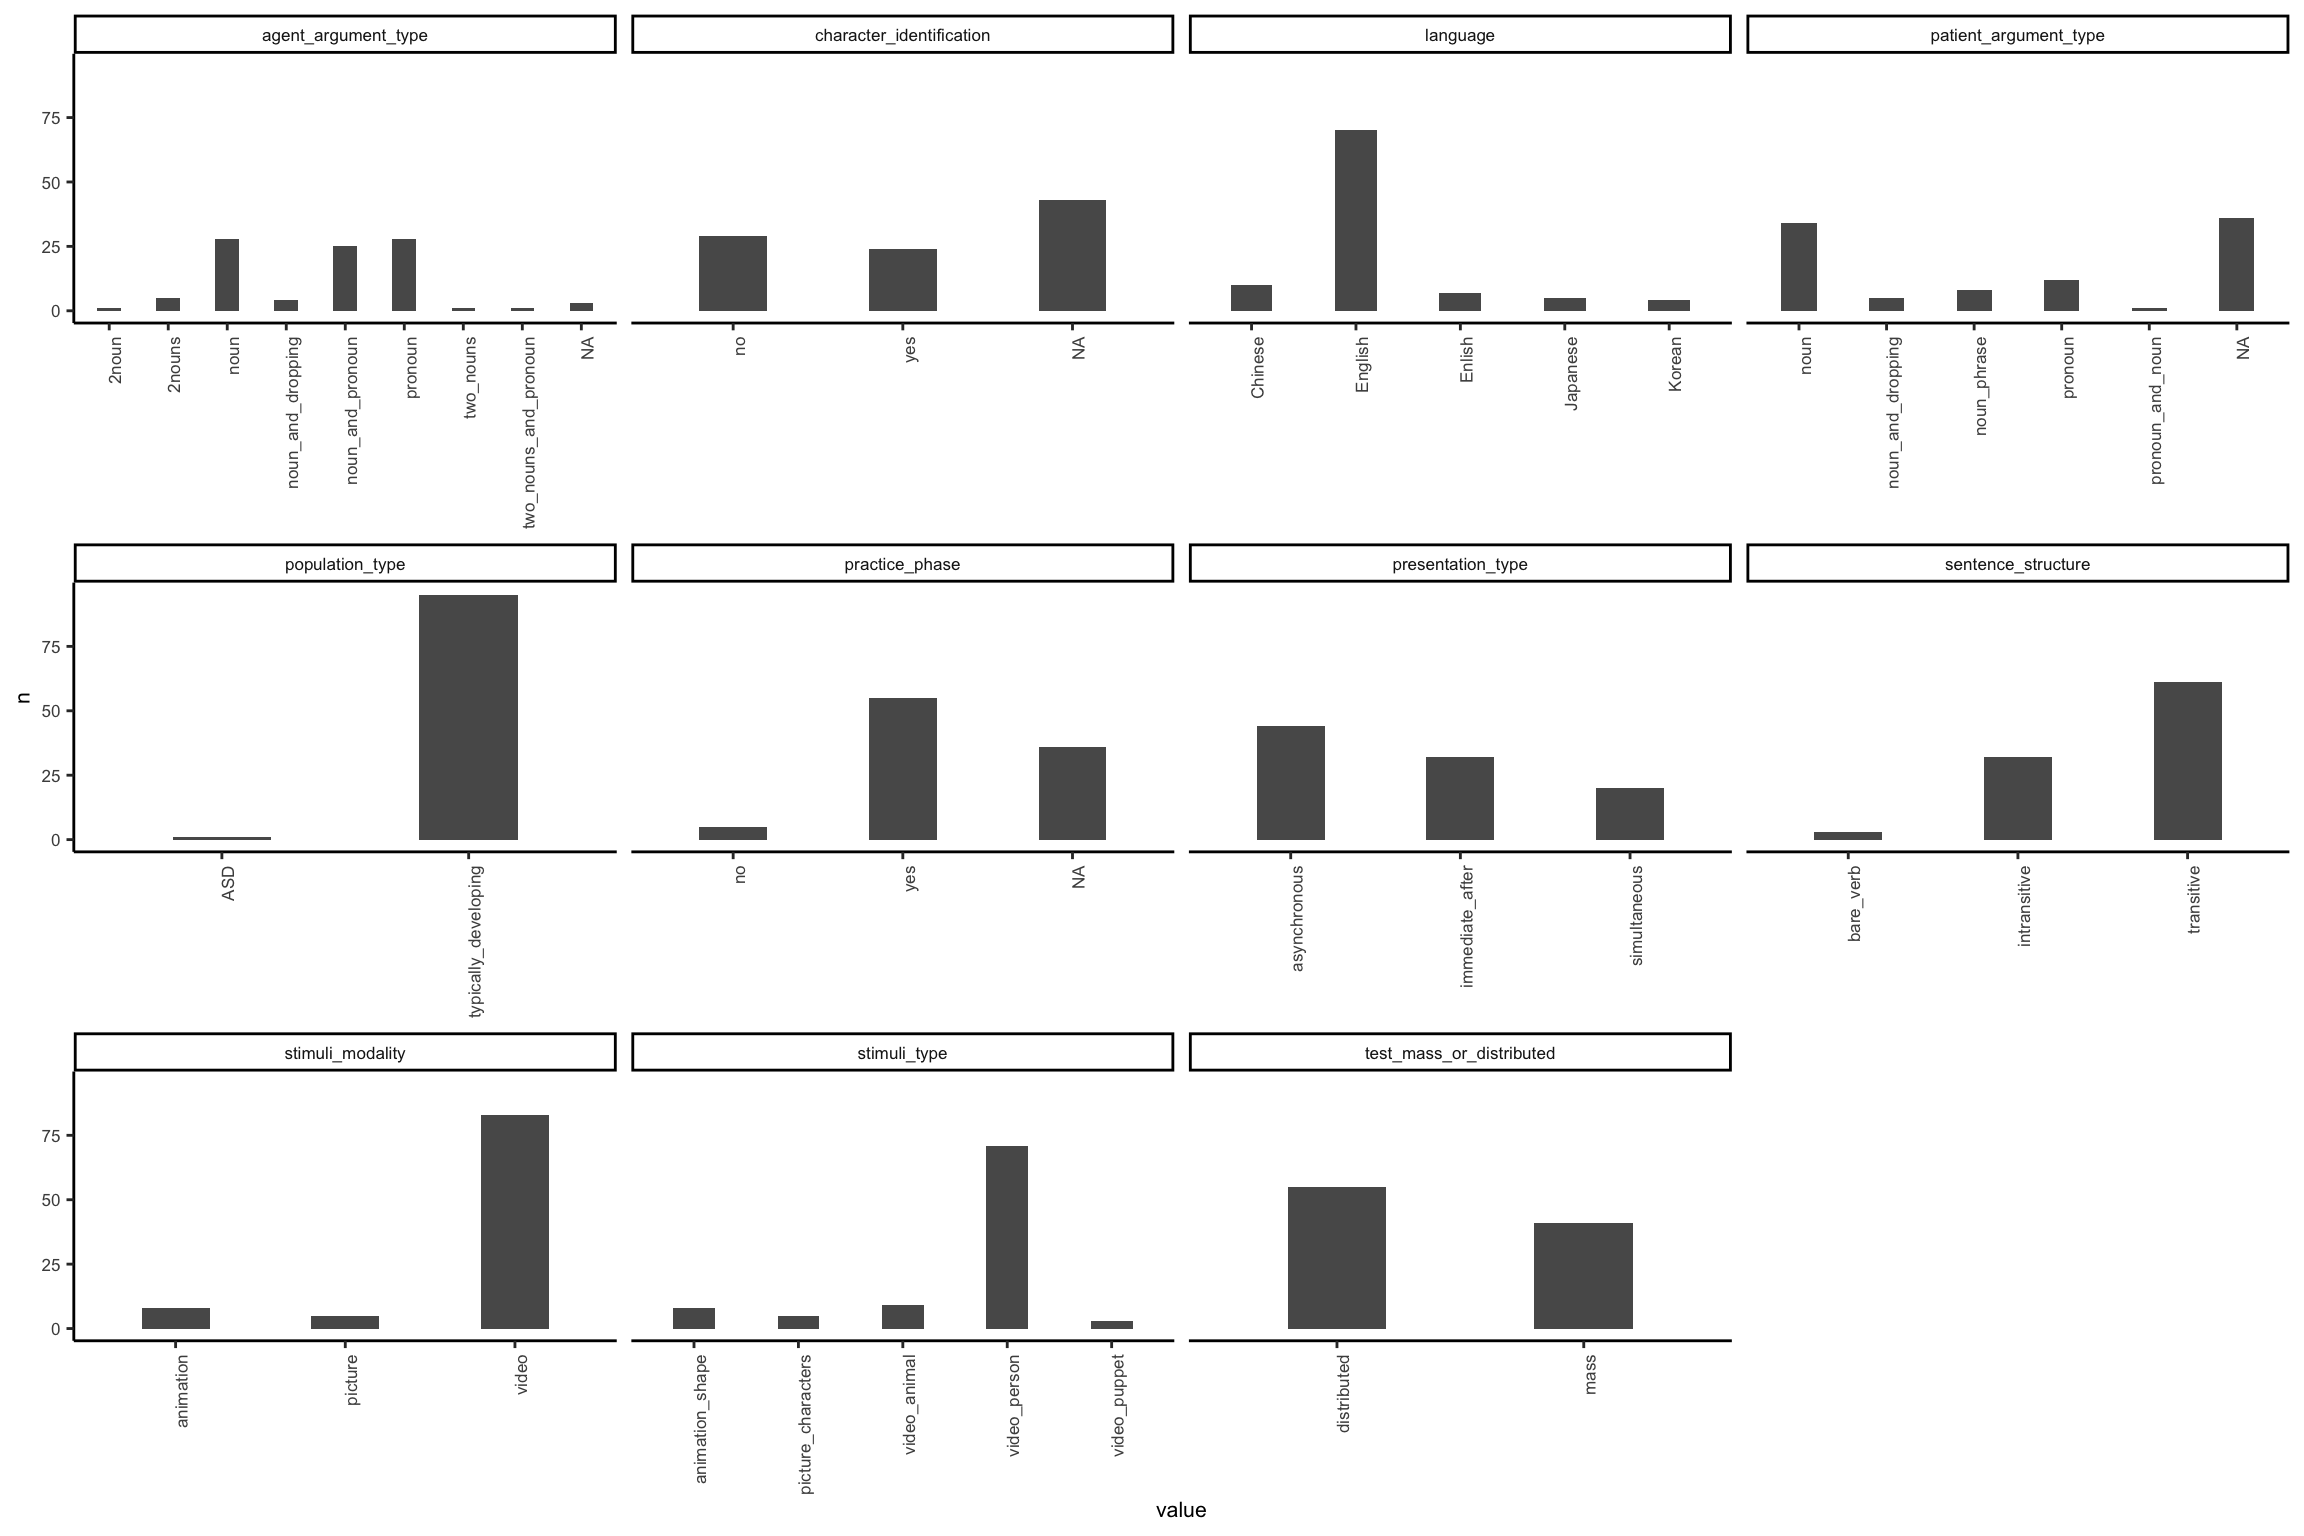 agent_argument_type character_identification language patient_argument_type
75
50
25
0
2noun 2nouns noun noun_and_dropping noun_and_pronoun pronoun two_nouns two_nouns_and_pronoun NA
no yes NA
Chinese English Enlish Japanese Korean
noun noun_and_dropping noun_phrase pronoun pronoun_and_noun NA
population_type practice_phase presentation_type sentence_structure
n
75
50
25
0
ASD typically_developing
no yes NA
asynchronous immediate_after simultaneous
bare_verb intransitive transitive
stimuli_modality stimuli_type test_mass_or_distributed
75
50
25
0
animation picture video
animation_shape picture_characters video_animal video_person video_puppet
distributed mass
value